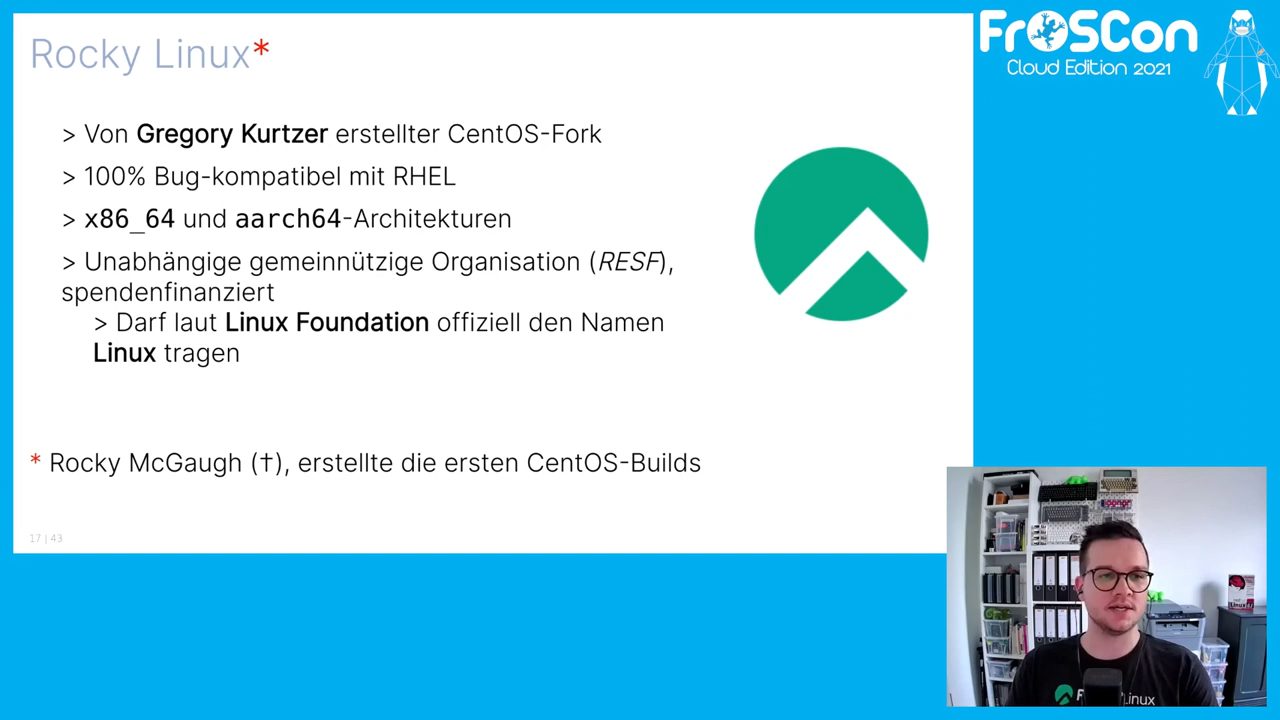 Rocky Linux*
> Von Gregory Kurtzer erstellter CentOS-Fork
> 100% Bug-kompatibel mit RHEL
> x86_64 und aarch64-Architekturen
> Unabhängige gemeinnützige Organisation (RESF),
spendenfinanziert
> Darf laut Linux Foundation offiziell den Namen
Linux tragen
* Rocky McGaugh (†), erstellte die ersten CentOS-Builds
17 | 43
FrOSCon
Cloud Edition 2021
Linux